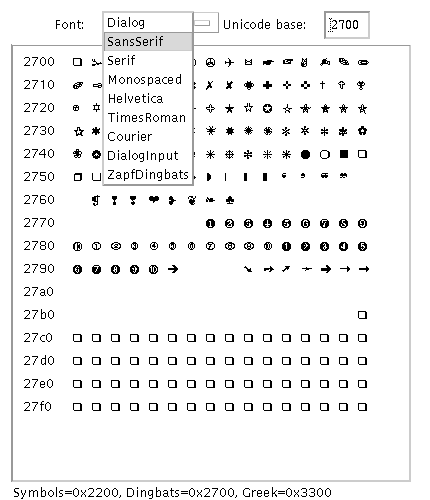 Font: Dialog Unicode base: 2700
SansSerif
Serif
Monospaced
Helvetica
TimesRoman
Courier
DialogInput
ZapfDingbats
2700
2710
2720
2730
2740
2750
2760
2770
2780
2790
27a0
27b0
27c0
27d0
27e0
27f0
Symbols=0x2200, Dingbats=0x2700, Greek=0x3300